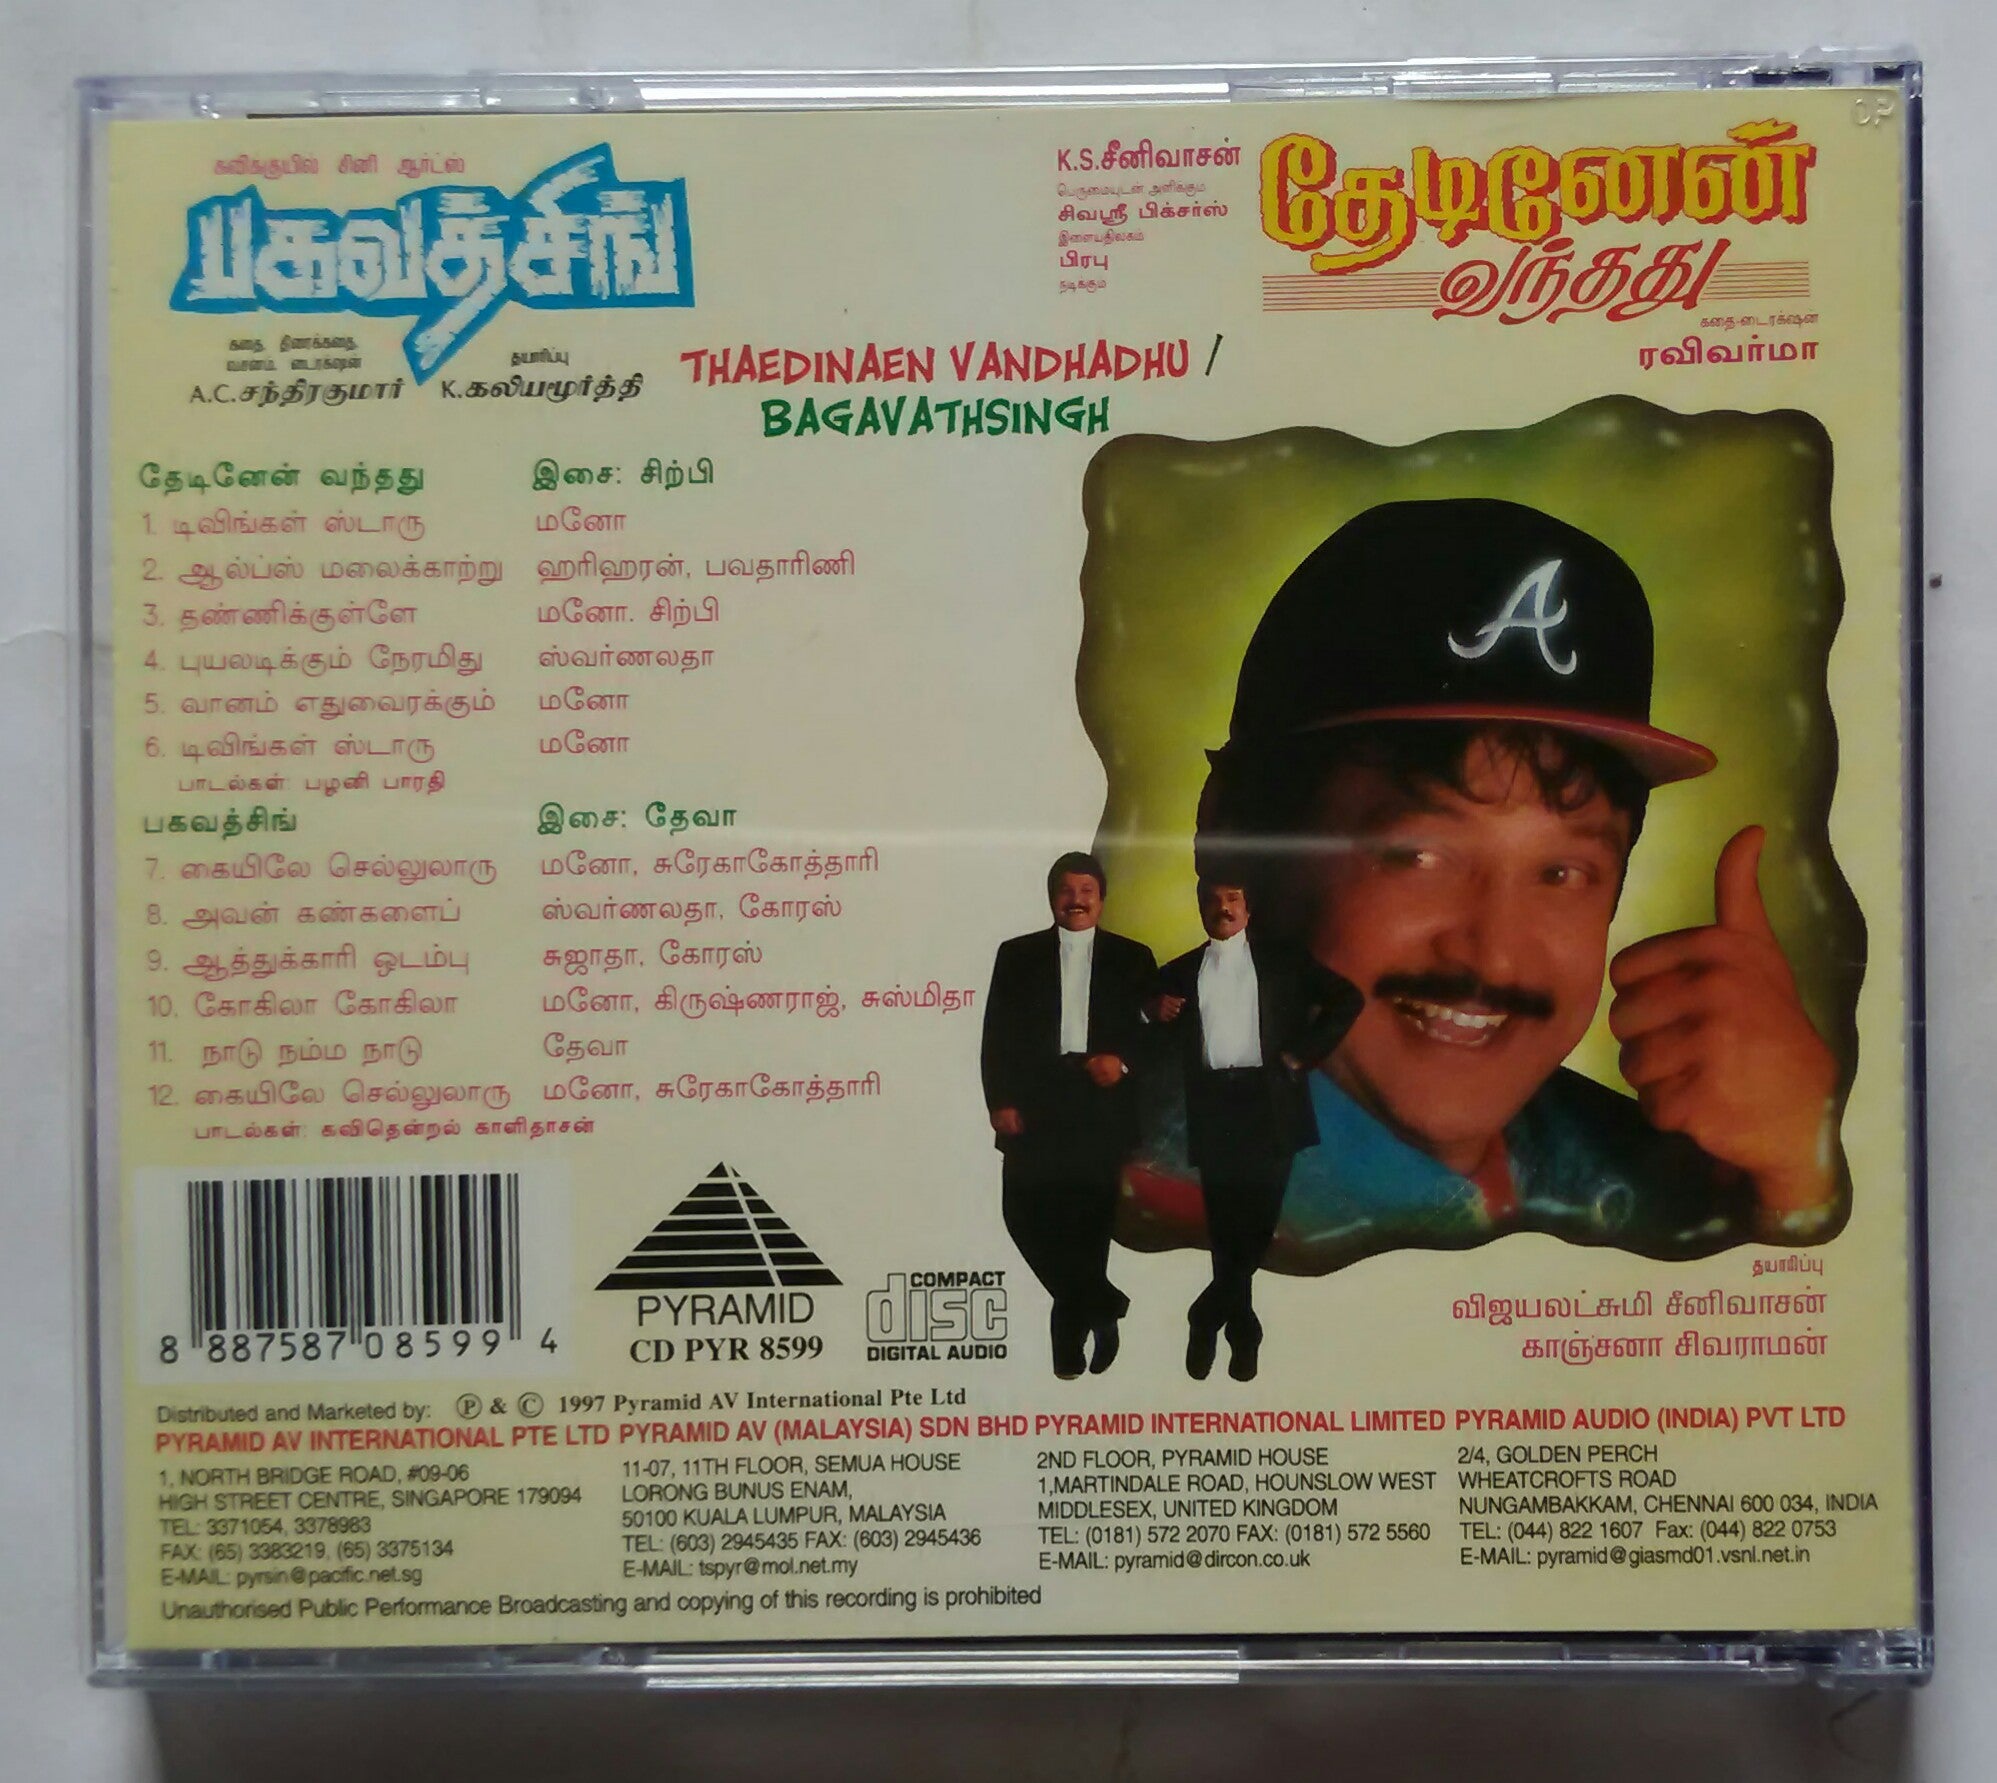 கவிக்குயில் சினி ஆர்ட்ஸ்
பகவத்சிங்
கதை, திரைக்கதை,
வசனம், டைரக்ஷன்
A.C.சந்திரகுமார்
தயாரிப்பு
K.கலியமூர்த்தி
K.S.சீனிவாசன்
பெருமையுடன் அளிக்கும்
சிவஸ்ரீ பிக்சர்ஸ்
இளையதிலகம்
பிரபு
நடிக்கும்
தேடினேன்
வந்தது
கதை-டைரக்ஷன்
ரவிவர்மா
THAEDINAEN VANDHADHU /
BAGAVATHSINGH
தேடினேன் வந்தது இசை: சிற்பி
1. டிவிங்கள் ஸ்டாரு மனோ
2. ஆல்ப்ஸ் மலைக்காற்று ஹரிஹரன், பவதாரிணி
3. தண்ணிக்குள்ளே மனோ. சிற்பி
4. புயலடிக்கும் நேரமிது ஸ்வர்ணலதா
5. வானம் எதுவைரக்கும் மனோ
6. டிவிங்கள் ஸ்டாரு மனோ
பாடல்கள்: பழனி பாரதி
பகவத்சிங் இசை: தேவா
7. கையிலே செல்லுலாரு மனோ, சுரேகாகோத்தாரி
8. அவன் கண்களைப் ஸ்வர்ணலதா, கோரஸ்
9. ஆத்துக்காரி ஒடம்பு சுஜாதா, கோரஸ்
10. கோகிலா கோகிலா மனோ, கிருஷ்ணராஜ், சுஸ்மிதா
11. நாடு நம்ம நாடு தேவா
12. கையிலே செல்லுலாரு மனோ, சுரேகாகோத்தாரி
பாடல்கள்: கவிதென்றல் காளிதாசன்
A
தயாரிப்பு
விஜயலட்சுமி சீனிவாசன்
காஞ்சனா சிவராமன்
8 887587 08599 4
PYRAMID
CD PYR 8599
COMPACT
disc
DIGITAL AUDIO
Distributed and Marketed by: Ⓟ & © 1997 Pyramid AV International Pte Ltd
PYRAMID AV INTERNATIONAL PTE LTD PYRAMID AV (MALAYSIA) SDN BHD PYRAMID INTERNATIONAL LIMITED PYRAMID AUDIO (INDIA) PVT LTD
1, NORTH BRIDGE ROAD, #09-06
HIGH STREET CENTRE, SINGAPORE 179094
TEL: 3371054, 3378983
FAX: (65) 3383219, (65) 3375134
E-MAIL: pyrsin@pacific.net.sg
11-07, 11TH FLOOR, SEMUA HOUSE
LORONG BUNUS ENAM,
50100 KUALA LUMPUR, MALAYSIA
TEL: (603) 2945435 FAX: (603) 2945436
E-MAIL: tspyr@mol.net.my
2ND FLOOR, PYRAMID HOUSE
1,MARTINDALE ROAD, HOUNSLOW WEST
MIDDLESEX, UNITED KINGDOM
TEL: (0181) 572 2070 FAX: (0181) 572 5560
E-MAIL: pyramid@dircon.co.uk
2/4, GOLDEN PERCH
WHEATCROFTS ROAD
NUNGAMBAKKAM, CHENNAI 600 034, INDIA
TEL: (044) 822 1607 Fax: (044) 822 0753
E-MAIL: pyramid@giasmd01.vsnl.net.in
Unauthorised Public Performance Broadcasting and copying of this recording is prohibited